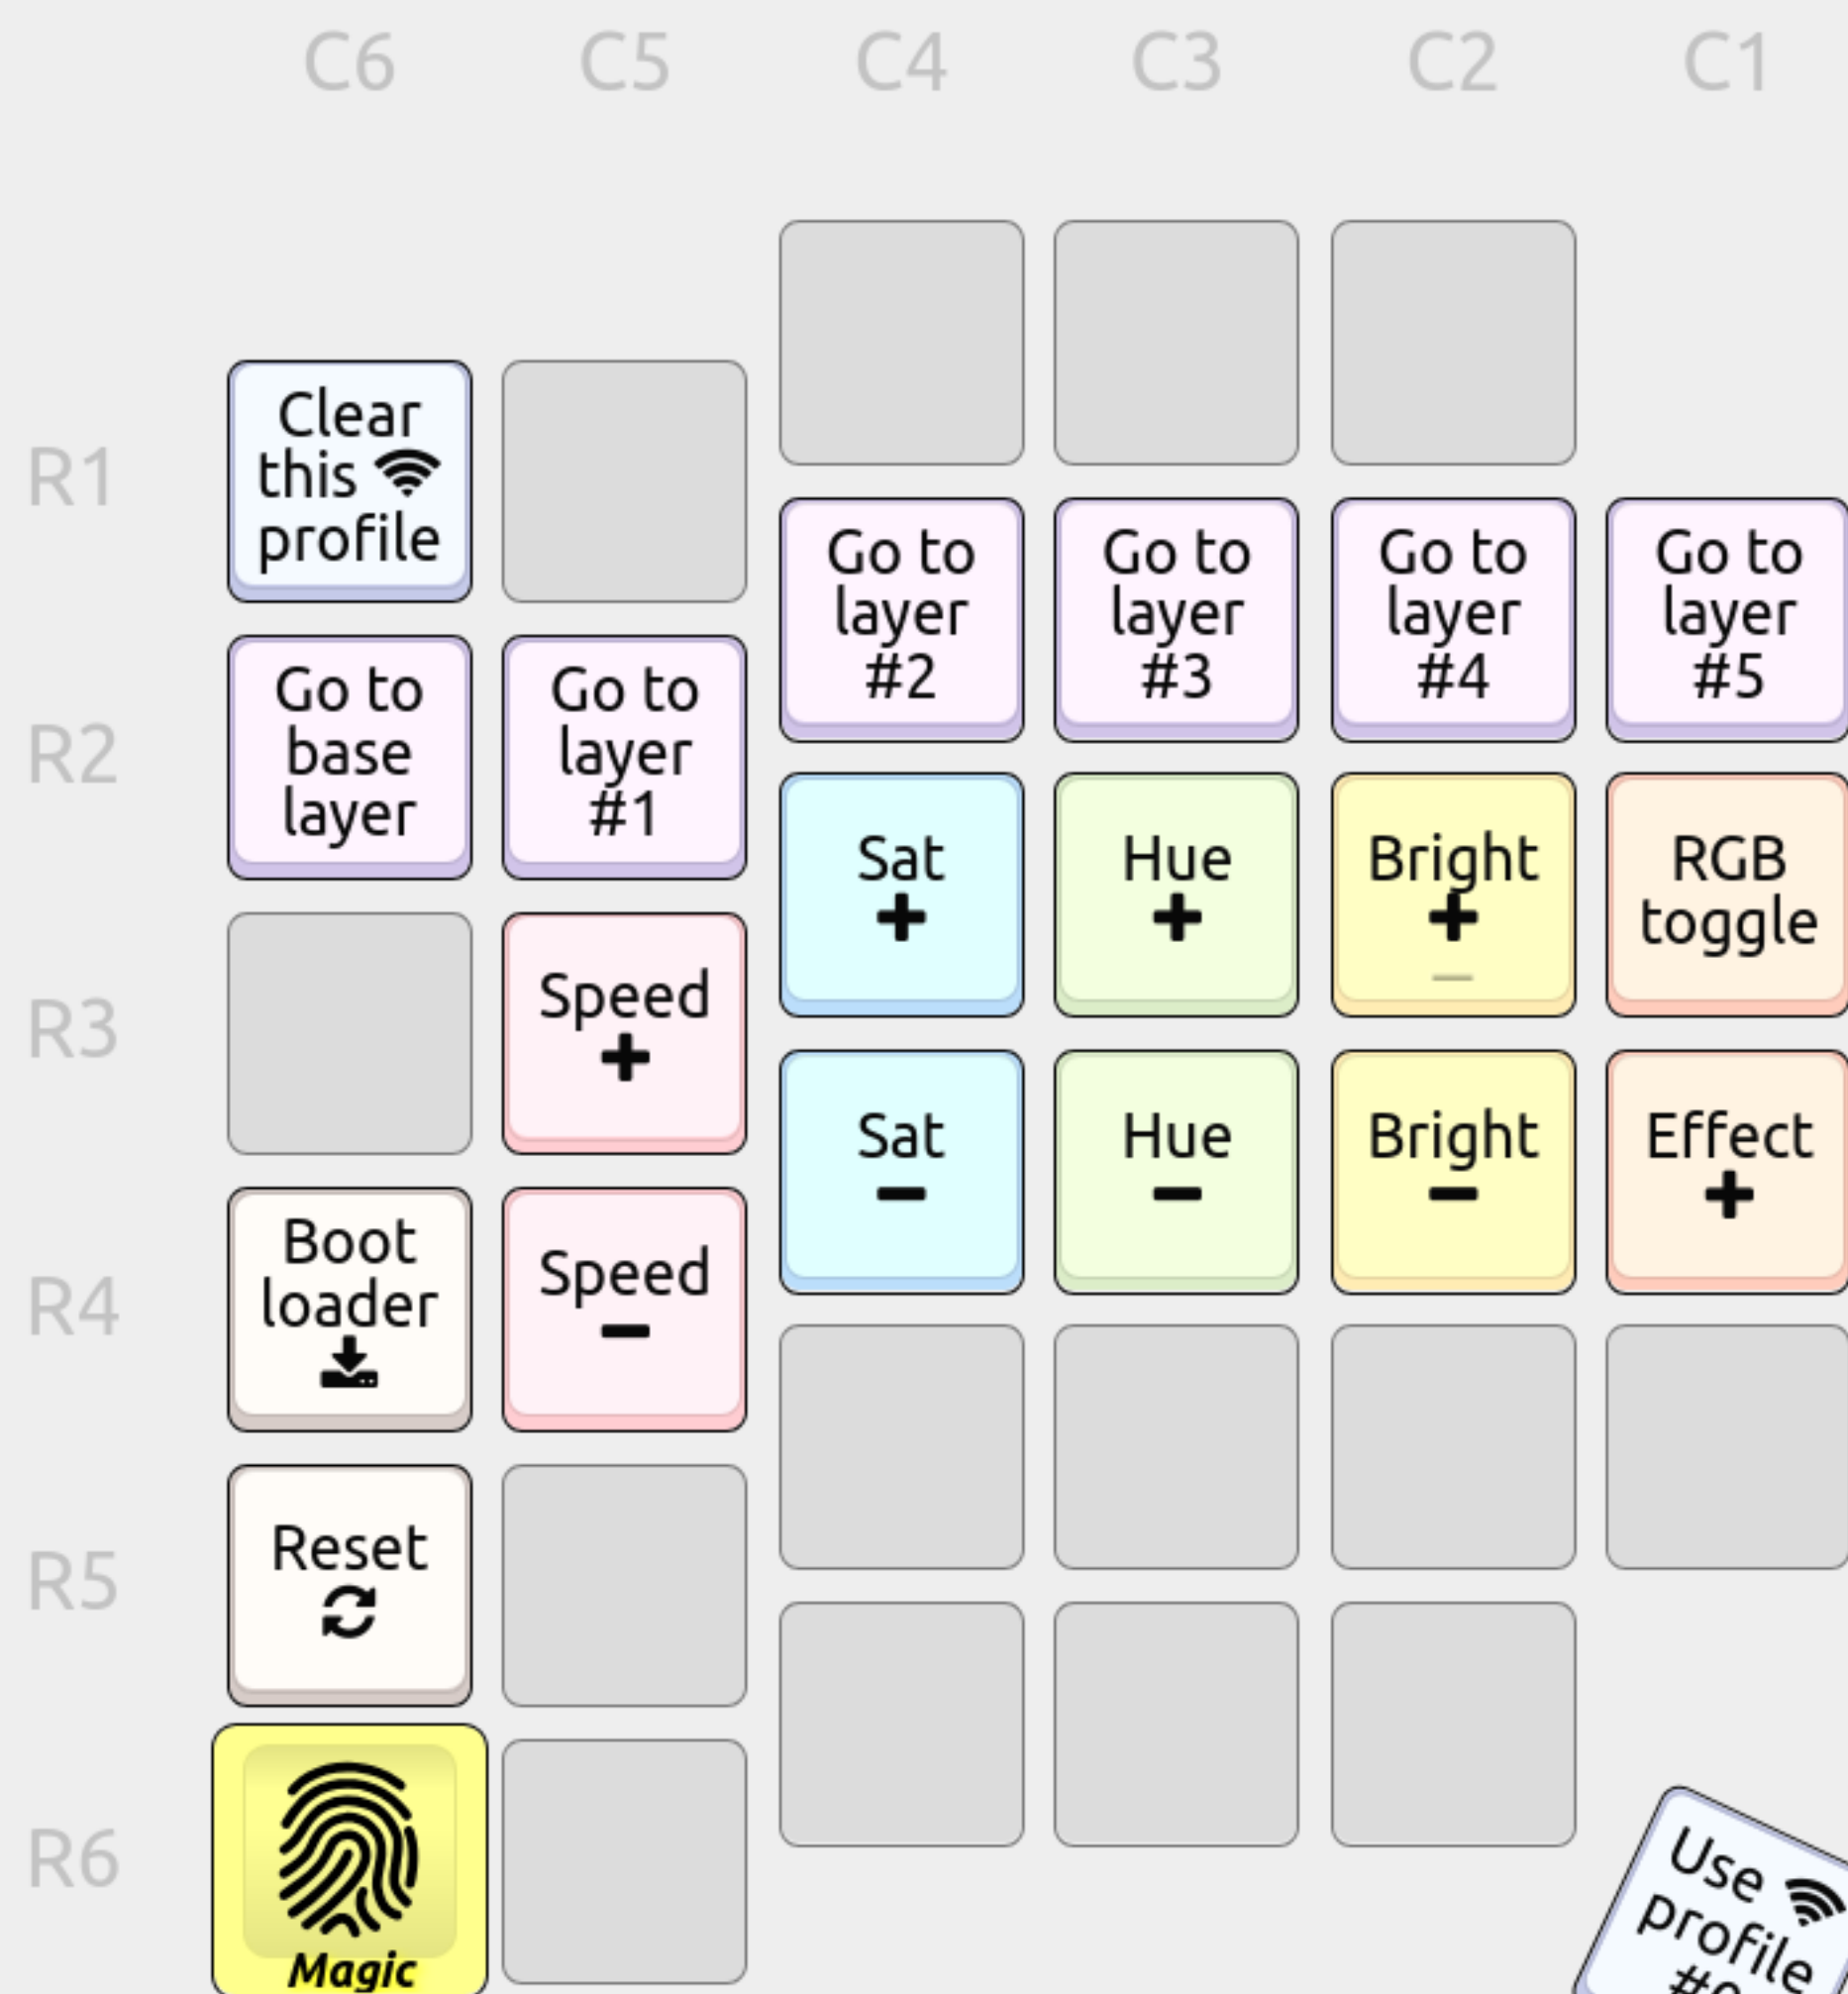 C6 C5 C4 C3 C2 C1
R1
Clear
this
profile
R2
Go to
base
layer
Go to
layer
#1
Go to
layer
#2
Go to
layer
#3
Go to
layer
#4
Go to
layer
#5
R3
Speed
+
Sat
+
Hue
+
Bright
+
RGB
toggle
R4
Boot
loader
Speed
-
Sat
-
Hue
-
Bright
-
Effect
+
R5
Reset
R6
Magic
Use
profile